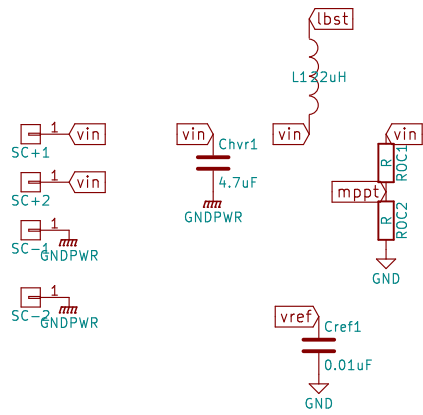 lbst
L1 22uH
1
vin
SC+1
vin
Chvr1
4.7uF
GNDPWR
vin
vin
R
ROC1
mppt
R
ROC2
GND
1
vin
SC+2
1
SC-1
GNDPWR
1
SC-2
GNDPWR
vref
Cref1
0.01uF
GND